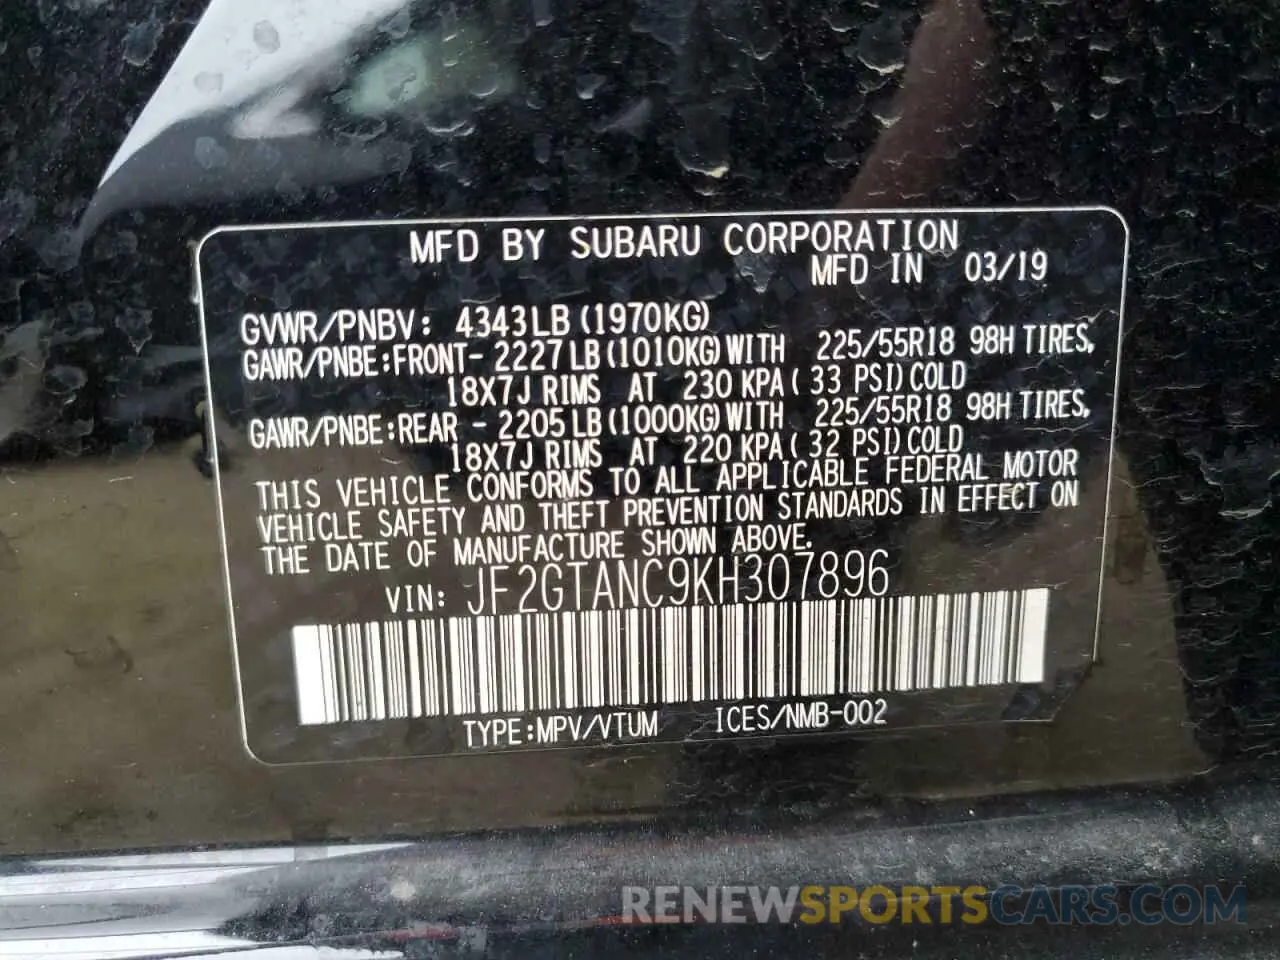 MFD BY SUBARU CORPORATION
MFD IN 03/19
GVWR/PNBV: 4343LB(1970KG)
GAWR/PNBE:FRONT- 2227LB(1010KG)WITH 225/55R18 98H TIRES,
18X7J RIMS AT 230 KPA( 33 PSI)COLD
GAWR/PNBE:REAR - 2205LB(1000KG)WITH 225/55R18 98H TIRES,
18X7J RIMS AT 220 KPA( 32 PSI)COLD
THIS VEHICLE CONFORMS TO ALL APPLICABLE FEDERAL MOTOR
VEHICLE SAFETY AND THEFT PREVENTION STANDARDS IN EFFECT ON
THE DATE OF MANUFACTURE SHOWN ABOVE.
VIN: JF2GTANC9KH307896
TYPE:MPV/VTUM ICES/NMB-002
RENEWSPORTSCARS.COM